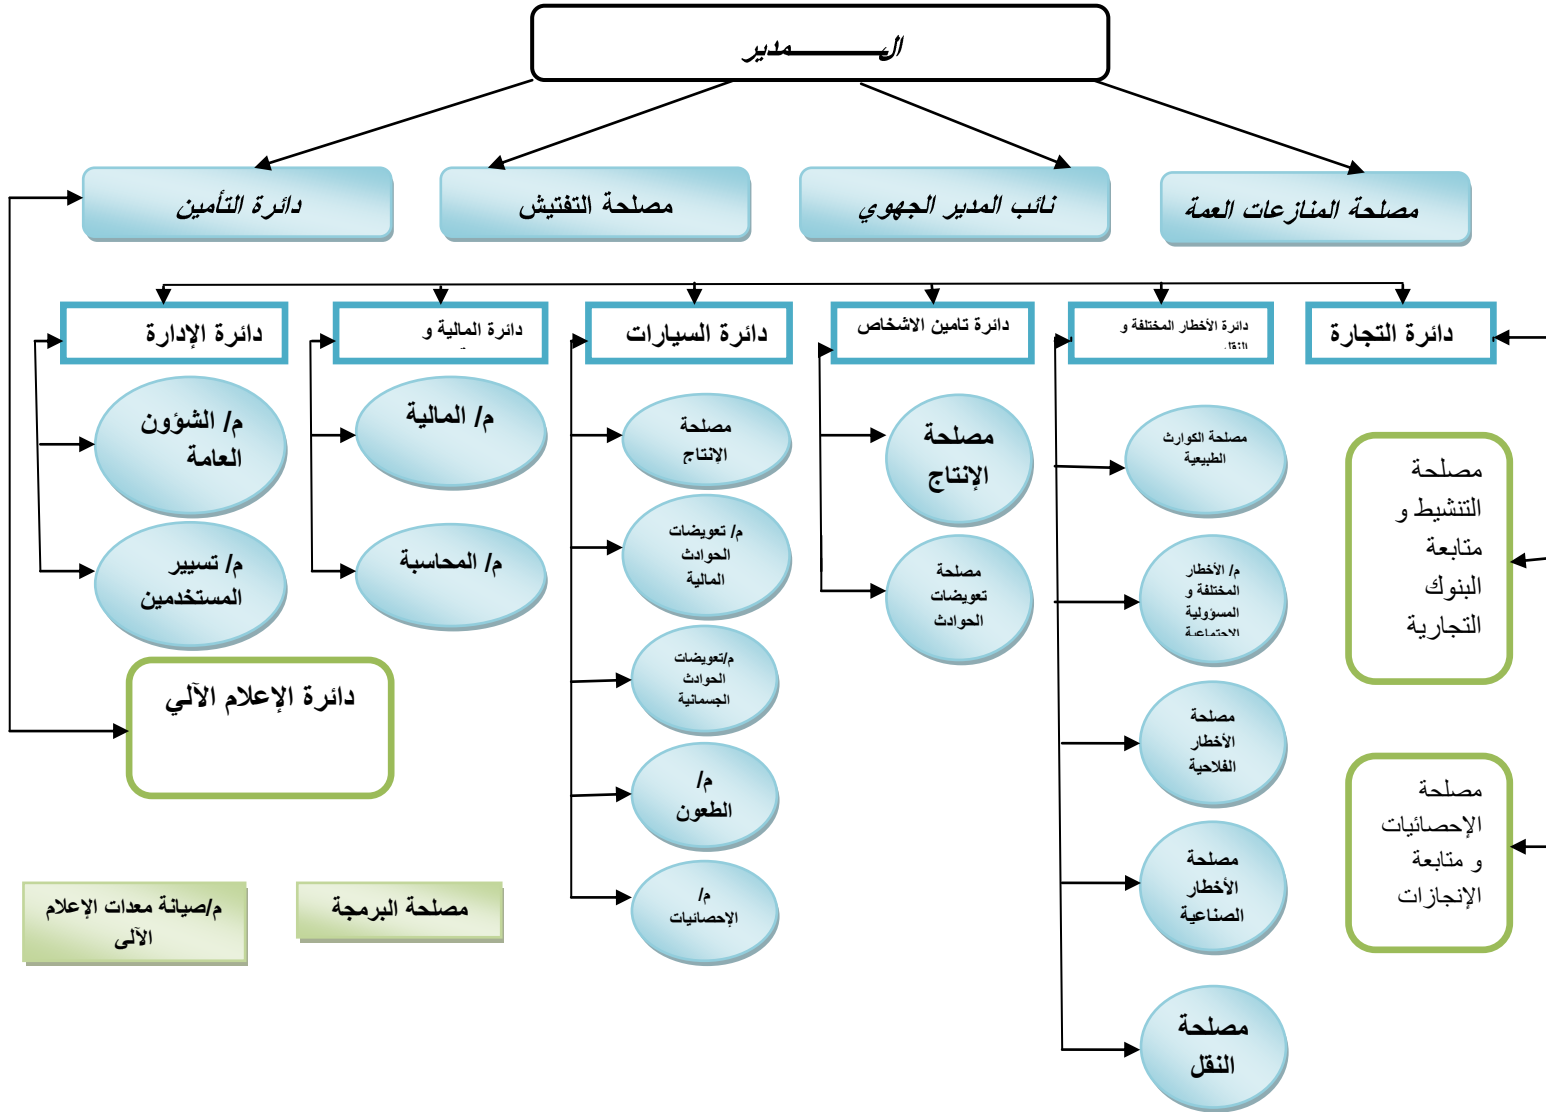 الـــــــــــمدير
مصلحة المنازعات العمة
نائب المدير الجهوي
مصلحة التفتيش
دائرة التأمين
دائرة التجارة
دائرة الأخطار المختلفة و
النقل
دائرة تامين الاشخاص
دائرة السيارات
دائرة المالية و
دائرة الإدارة
مصلحة
التنشيط و
متابعة
البنوك
التجارية
مصلحة
الإحصائيات
و متابعة
الإنجازات
مصلحة الكوارث
الطبيعية
م/ الأخطار
المختلفة و
المسؤولية
الاجتماعية
مصلحة
الأخطار
الفلاحية
مصلحة
الأخطار
الصناعية
مصلحة
النقل
مصلحة
الإنتاج
مصلحة
تعويضات
الحوادث
مصلحة
الإنتاج
م/ تعويضات
الحوادث
المالية
م/تعويضات
الحوادث
الجسمانية
م/
الطعون
م/
الإحصائيات
م/ المالية
م/ المحاسبة
م/ الشؤون
العامة
م/ تسيير
المستخدمين
دائرة الإعلام الآلي
مصلحة البرمجة
م/صيانة معدات الإعلام
الآلى